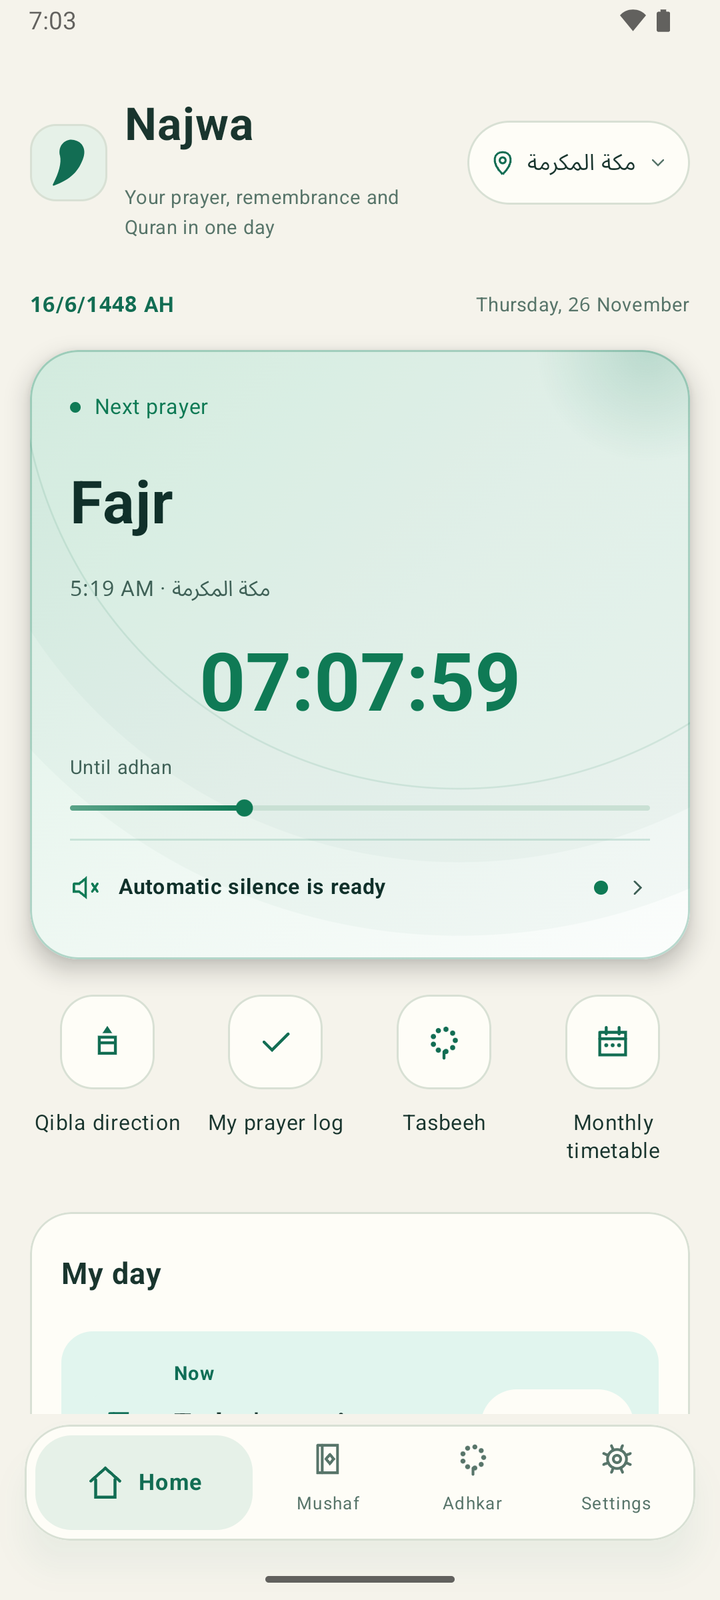 7:03
Najwa
Your prayer, remembrance and
Quran in one day
مكة المكرمة
16/6/1448 AH
Thursday, 26 November
Next prayer
Fajr
5:19 AM · مكة المكرمة
07:07:59
Until adhan
Automatic silence is ready
Qibla direction
My prayer log
Tasbeeh
Monthly
timetable
My day
Now
Home
Mushaf
Adhkar
Settings